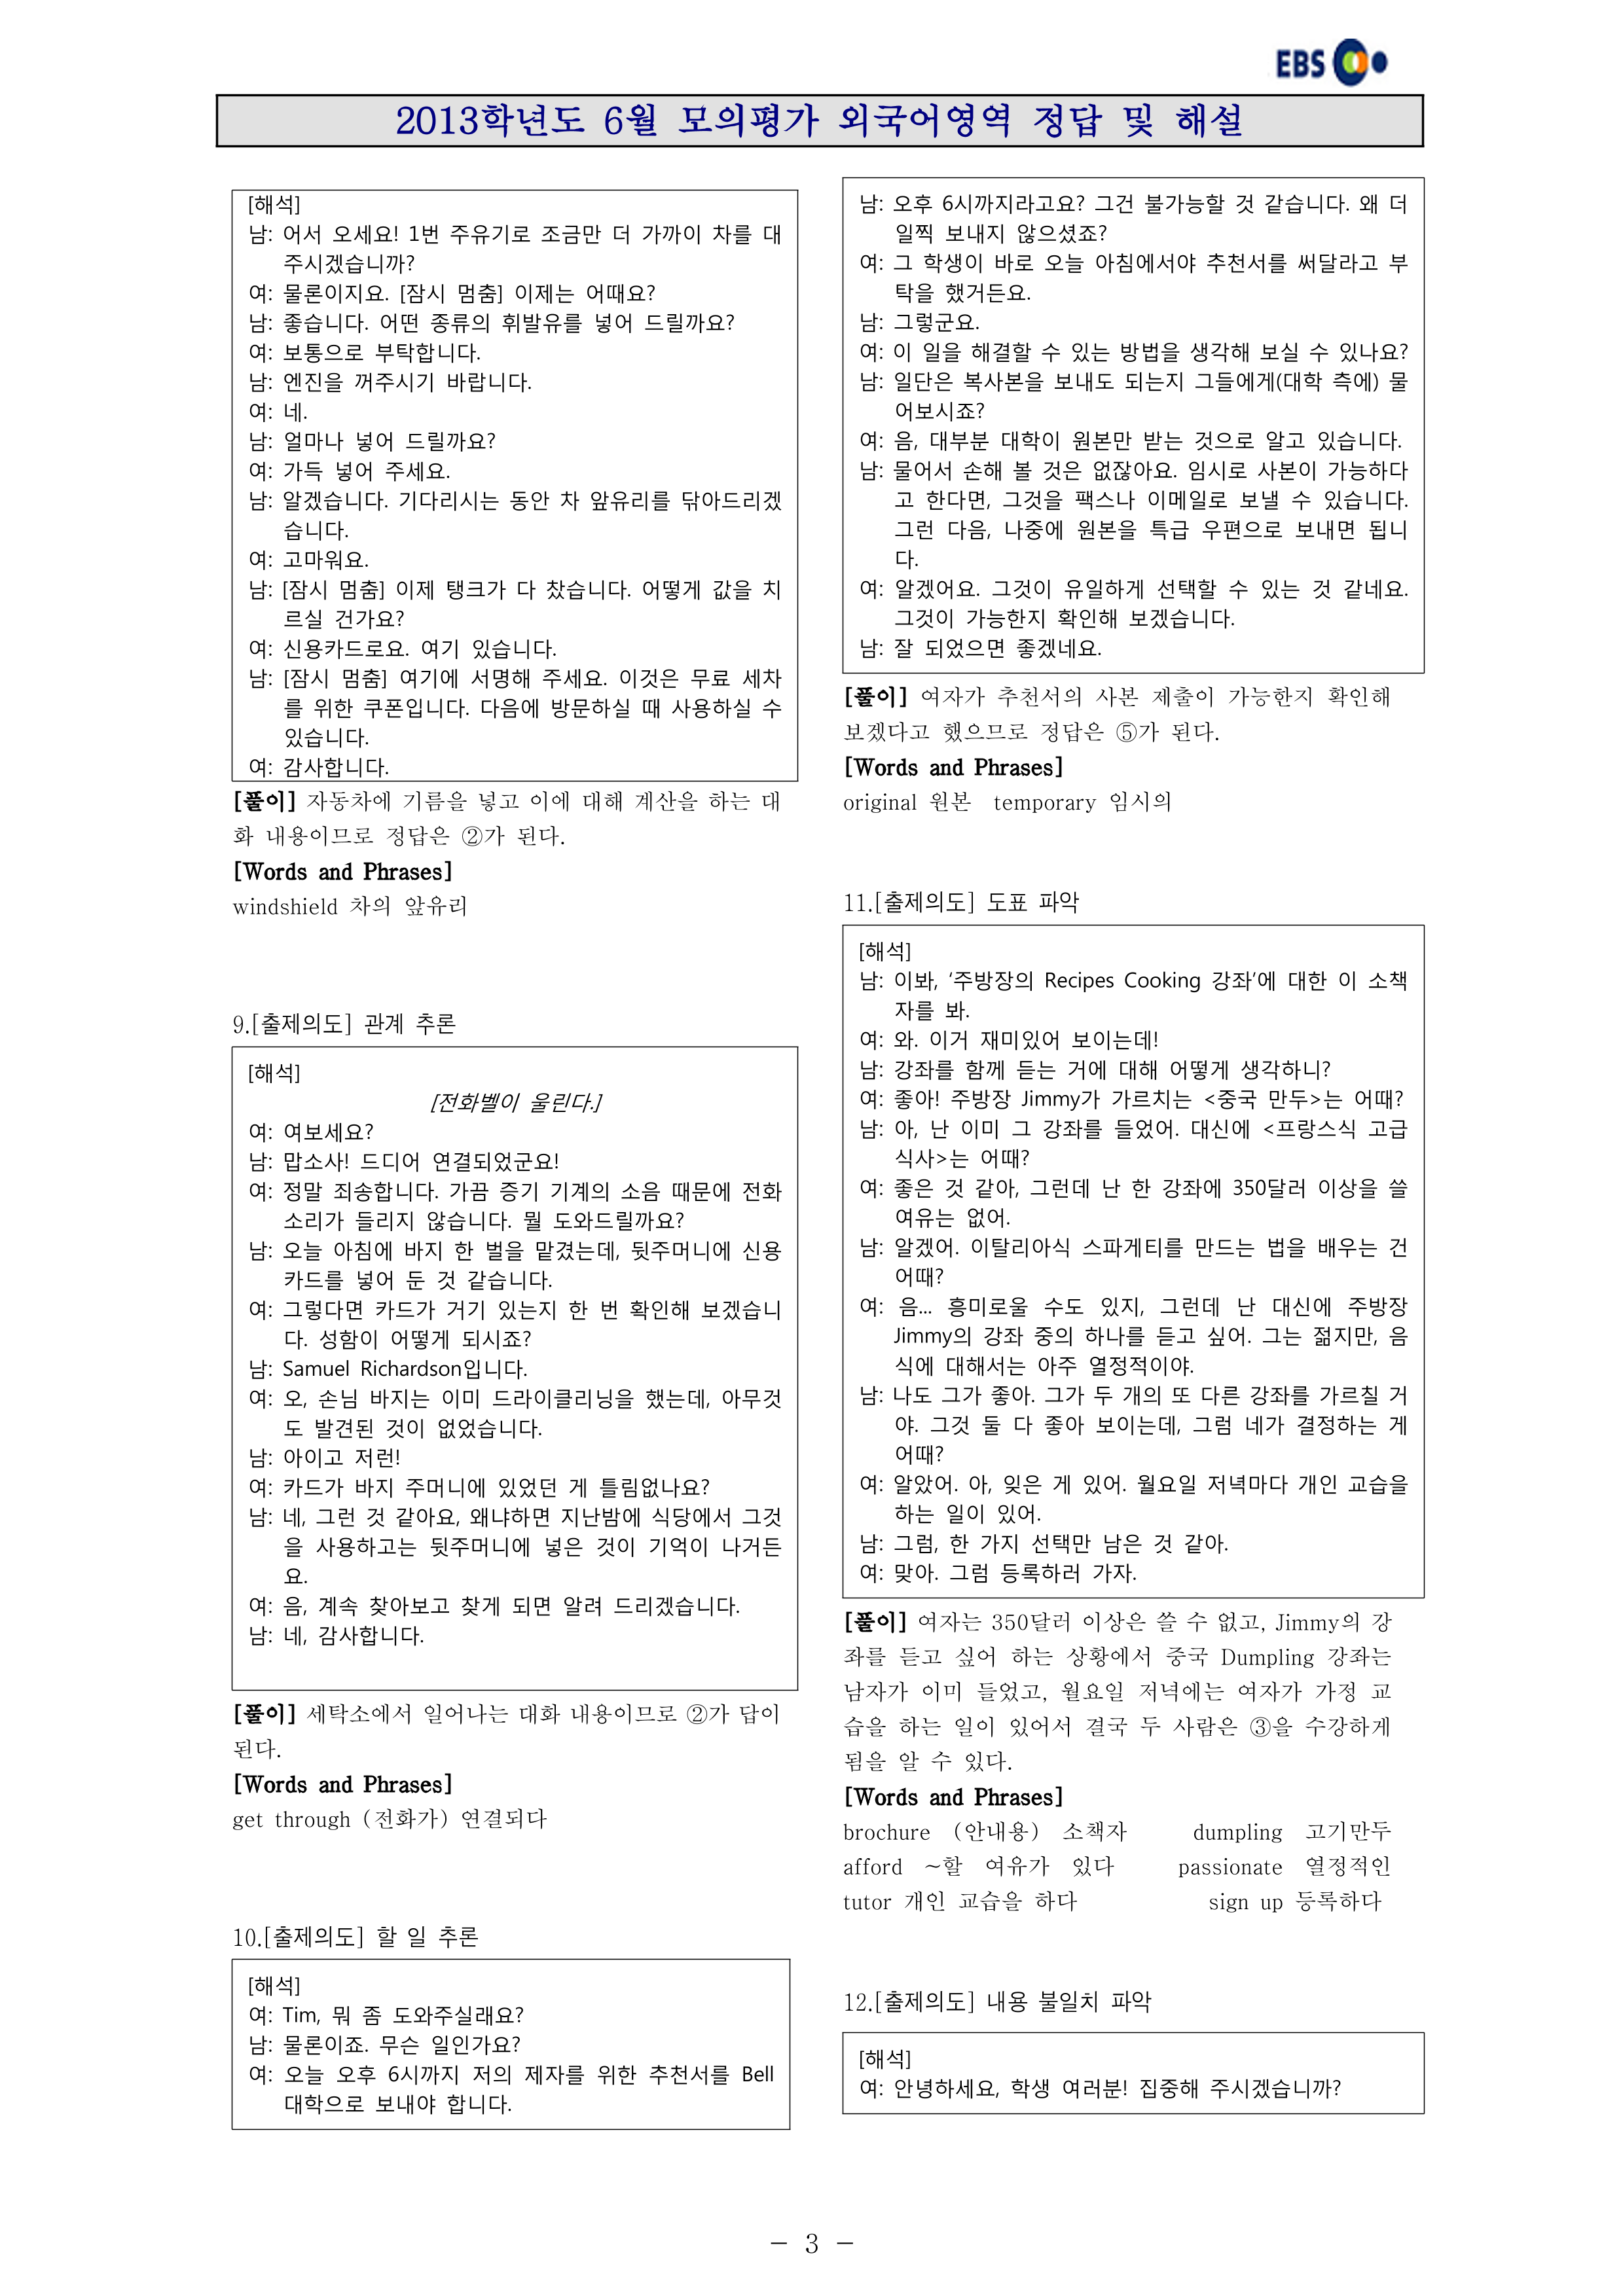 EBS
2013학년도 6월 모의평가 외국어영역 정답 및 해설
[해석]
남: 어서 오세요! 1번 주유기로 조금만 더 가까이 차를 대
주시겠습니까?
여: 물론이지요. [잠시 멈춤] 이제는 어때요?
남: 좋습니다. 어떤 종류의 휘발유를 넣어 드릴까요?
여: 보통으로 부탁합니다.
남: 엔진을 꺼주시기 바랍니다.
여: 네.
남: 얼마나 넣어 드릴까요?
여: 가득 넣어 주세요.
남: 알겠습니다. 기다리시는 동안 차 앞유리를 닦아드리겠
습니다.
여: 고마워요.
남: [잠시 멈춤] 이제 탱크가 다 찼습니다. 어떻게 값을 치
르실 건가요?
여: 신용카드로요. 여기 있습니다.
남: [잠시 멈춤] 여기에 서명해 주세요. 이것은 무료 세차
를 위한 쿠폰입니다. 다음에 방문하실 때 사용하실 수
있습니다.
여: 감사합니다.
[풀이] 자동차에 기름을 넣고 이에 대해 계산을 하는 대
화 내용이므로 정답은 ②가 된다.
[Words and Phrases]
windshield 차의 앞유리
9.[출제의도] 관계 추론
[해석]
[전화벨이 울린다.]
여: 여보세요?
남: 맙소사! 드디어 연결되었군요!
여: 정말 죄송합니다. 가끔 증기 기계의 소음 때문에 전화
소리가 들리지 않습니다. 뭘 도와드릴까요?
남: 오늘 아침에 바지 한 벌을 맡겼는데, 뒷주머니에 신용
카드를 넣어 둔 것 같습니다.
여: 그렇다면 카드가 거기 있는지 한 번 확인해 보겠습니
다. 성함이 어떻게 되시죠?
남: Samuel Richardson입니다.
여: 오, 손님 바지는 이미 드라이클리닝을 했는데, 아무것
도 발견된 것이 없었습니다.
남: 아이고 저런!
여: 카드가 바지 주머니에 있었던 게 틀림없나요?
남: 네, 그런 것 같아요, 왜냐하면 지난밤에 식당에서 그것
을 사용하고는 뒷주머니에 넣은 것이 기억이 나거든
요.
여: 음, 계속 찾아보고 찾게 되면 알려 드리겠습니다.
남: 네, 감사합니다.
[풀이] 세탁소에서 일어나는 대화 내용이므로 ②가 답이
된다.
[Words and Phrases]
get through (전화가) 연결되다
10.[출제의도] 할 일 추론
[해석]
여: Tim, 뭐 좀 도와주실래요?
남: 물론이죠. 무슨 일인가요?
여: 오늘 오후 6시까지 저의 제자를 위한 추천서를 Bell
대학으로 보내야 합니다.
남: 오후 6시까지라고요? 그건 불가능할 것 같습니다. 왜 더
일찍 보내지 않으셨죠?
여: 그 학생이 바로 오늘 아침에서야 추천서를 써달라고 부
탁을 했거든요.
남: 그렇군요.
여: 이 일을 해결할 수 있는 방법을 생각해 보실 수 있나요?
남: 일단은 복사본을 보내도 되는지 그들에게(대학 측에) 물
어보시죠?
여: 음, 대부분 대학이 원본만 받는 것으로 알고 있습니다.
남: 물어서 손해 볼 것은 없잖아요. 임시로 사본이 가능하다
고 한다면, 그것을 팩스나 이메일로 보낼 수 있습니다.
그런 다음, 나중에 원본을 특급 우편으로 보내면 됩니
다.
여: 알겠어요. 그것이 유일하게 선택할 수 있는 것 같네요.
그것이 가능한지 확인해 보겠습니다.
남: 잘 되었으면 좋겠네요.
[풀이] 여자가 추천서의 사본 제출이 가능한지 확인해
보겠다고 했으므로 정답은 ⑤가 된다.
[Words and Phrases]
original 원본 temporary 임시의
11.[출제의도] 도표 파악
[해석]
남: 이봐, ‘주방장의 Recipes Cooking 강좌’에 대한 이 소책
자를 봐.
여: 와. 이거 재미있어 보이는데!
남: 강좌를 함께 듣는 거에 대해 어떻게 생각하니?
여: 좋아! 주방장 Jimmy가 가르치는 <중국 만두>는 어때?
남: 아, 난 이미 그 강좌를 들었어. 대신에 <프랑스식 고급
식사>는 어때?
여: 좋은 것 같아, 그런데 난 한 강좌에 350달러 이상을 쓸
여유는 없어.
남: 알겠어. 이탈리아식 스파게티를 만드는 법을 배우는 건
어때?
여: 음... 흥미로울 수도 있지, 그런데 난 대신에 주방장
Jimmy의 강좌 중의 하나를 듣고 싶어. 그는 젊지만, 음
식에 대해서는 아주 열정적이야.
남: 나도 그가 좋아. 그가 두 개의 또 다른 강좌를 가르칠 거
야. 그것 둘 다 좋아 보이는데, 그럼 네가 결정하는 게
어때?
여: 알았어. 아, 잊은 게 있어. 월요일 저녁마다 개인 교습을
하는 일이 있어.
남: 그럼, 한 가지 선택만 남은 것 같아.
여: 맞아. 그럼 등록하러 가자.
[풀이] 여자는 350달러 이상은 쓸 수 없고, Jimmy의 강
좌를 듣고 싶어 하는 상황에서 중국 Dumpling 강좌는
남자가 이미 들었고, 월요일 저녁에는 여자가 가정 교
습을 하는 일이 있어서 결국 두 사람은 ③을 수강하게
됨을 알 수 있다.
[Words and Phrases]
brochure (안내용) 소책자 dumpling 고기만두
afford ~할 여유가 있다 passionate 열정적인
tutor 개인 교습을 하다 sign up 등록하다
12.[출제의도] 내용 불일치 파악
[해석]
여: 안녕하세요, 학생 여러분! 집중해 주시겠습니까?
- 3 -